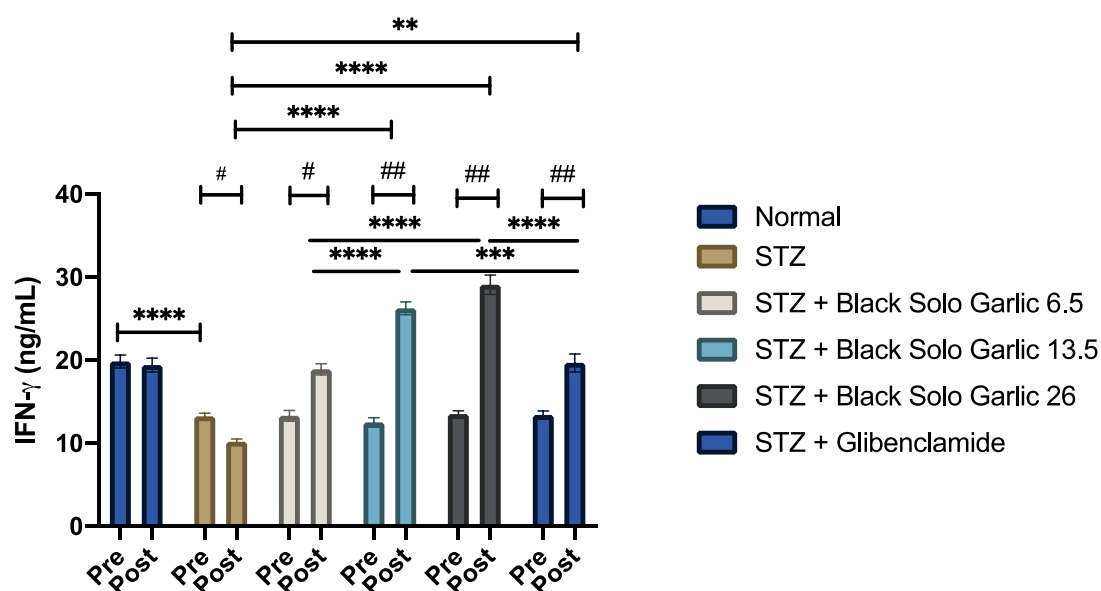 **
****
****
#
#
##
##
##
40
****
****
30
****
***
****
20
10
0
IFN-γ (ng/mL)
Pre
Post
Pre
Post
Pre
Post
Pre
Post
Pre
Post
Pre
Post
Normal
STZ
STZ + Black Solo Garlic 6.5
STZ + Black Solo Garlic 13.5
STZ + Black Solo Garlic 26
STZ + Glibenclamide